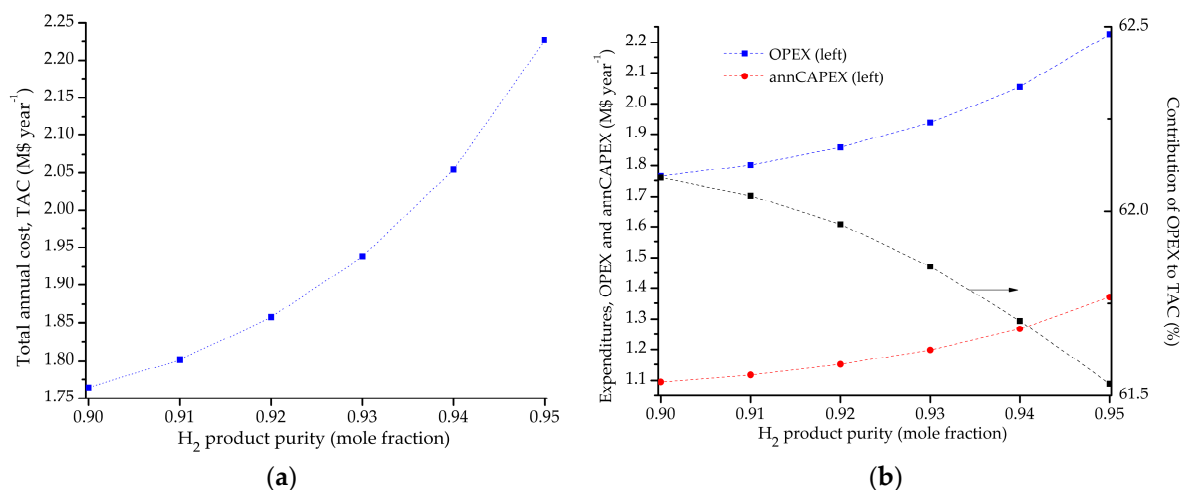 Total annual cost, TAC (M$ year-1)
2.25
2.20
2.15
2.10
2.05
2.00
1.95
1.90
1.85
1.80
1.75
0.90 0.91 0.92 0.93 0.94 0.95
H2 product purity (mole fraction)
(a)
Expenditures, OPEX and annCAPEX (M$ year-1)
2.2
2.1
2.0
1.9
1.8
1.7
1.6
1.5
1.4
1.3
1.2
1.1
OPEX (left)
annCAPEX (left)
62.5
62.0
61.5
Contribution of OPEX
to TAC (%)
0.90 0.91 0.92 0.93 0.94 0.95
H2 product purity (mole fraction)
(b)